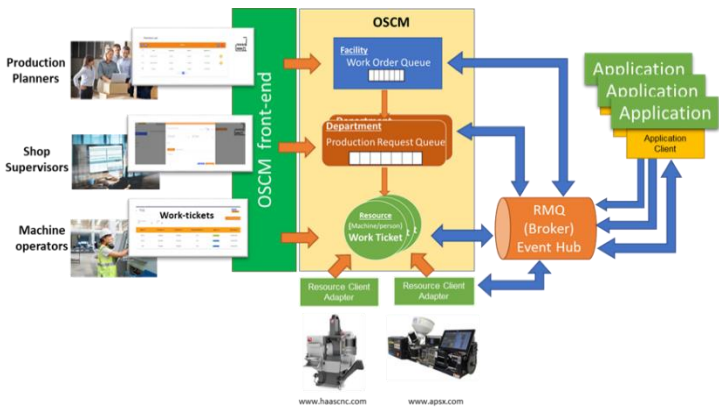 OSCM
Production
Planners
Shop
Supervisors
Machine
operators
Work-tickets
OSCM front-end
Facility
Work Order Queue
Department
Department
Production Request Queue
Resource
(Machine/person)
Work Ticket
Resource Client
Adapter
Resource Client
Adapter
www.haascnc.com
www.apsx.com
RMQ
(Broker)
Event Hub
Application
Application
Application
Application
Client